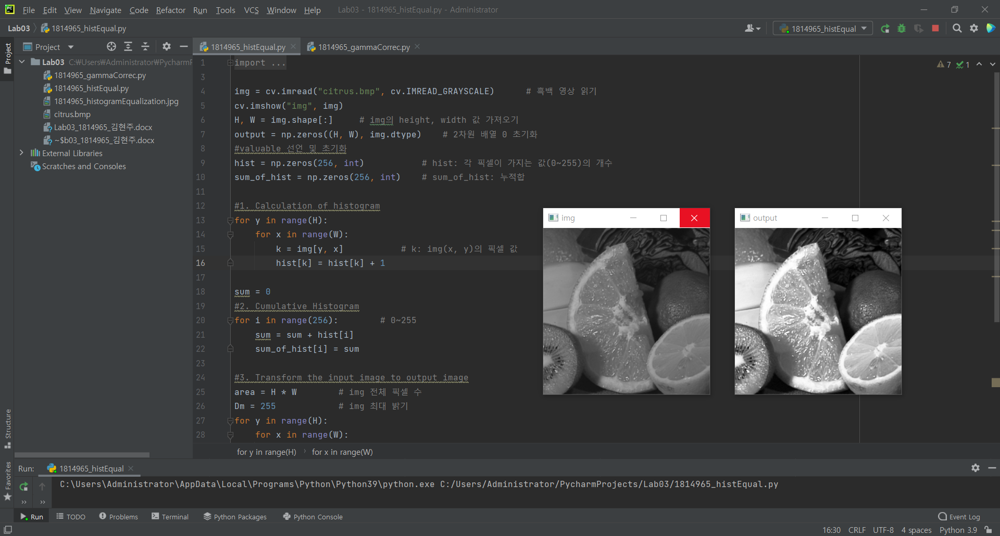 PC File Edit View Navigate Code Refactor Run Tools VCS Window Help Lab03 - 1814965_histEqual.py - Administrator
Lab03 1814965_histEqual.py 1814965_histEqual
Project
Project
1814965_histEqual.py 1814965_gammaCorrec.py
Lab03 C:₩Users₩Administrator₩PycharmP
1814965_gammaCorrec.py
1814965_histEqual.py
1814965_histogramEqualization.jpg
citrus.bmp
Lab03_1814965_김현주.docx
~$b03_1814965_김현주.docx
External Libraries
Scratches and Consoles
7 1
1 import ...
3
4 img = cv.imread("citrus.bmp", cv.IMREAD_GRAYSCALE) # 흑백 영상 읽기
5 cv.imshow("img", img)
6 H, W = img.shape[:] # img의 height, width 값 가져오기
7 output = np.zeros((H, W), img.dtype) # 2차원 배열 0 초기화
8 #valuable 선언 및 초기화
9 hist = np.zeros(256, int) # hist: 각 픽셀이 가지는 값(0~255)의 개수
10 sum_of_hist = np.zeros(256, int) # sum_of_hist: 누적합
11
12 #1. Calculation of histogram
13 for y in range(H):
14 for x in range(W):
15 k = img[y, x] # k: img(x, y)의 픽셀 값
16 hist[k] = hist[k] + 1
17
18 sum = 0
19 #2. Cumulative Histogram
20 for i in range(256): # 0~255
21 sum = sum + hist[i]
22 sum_of_hist[i] = sum
23
24 #3. Transform the input image to output image
25 area = H * W # img 전체 픽셀 수
26 Dm = 255 # img 최대 밝기
27 for y in range(H):
28 for x in range(W):
img
output
for y in range(H) for x in range(W)
Structure
Favorites
Run: 1814965_histEqual
C:\Users\Administrator\AppData\Local\Programs\Python\Python39\python.exe C:/Users/Administrator/PycharmProjects/Lab03/1814965_histEqual.py
Run TODO Problems Terminal Python Packages Python Console Event Log
16:30 CRLF UTF-8 4 spaces Python 3.9